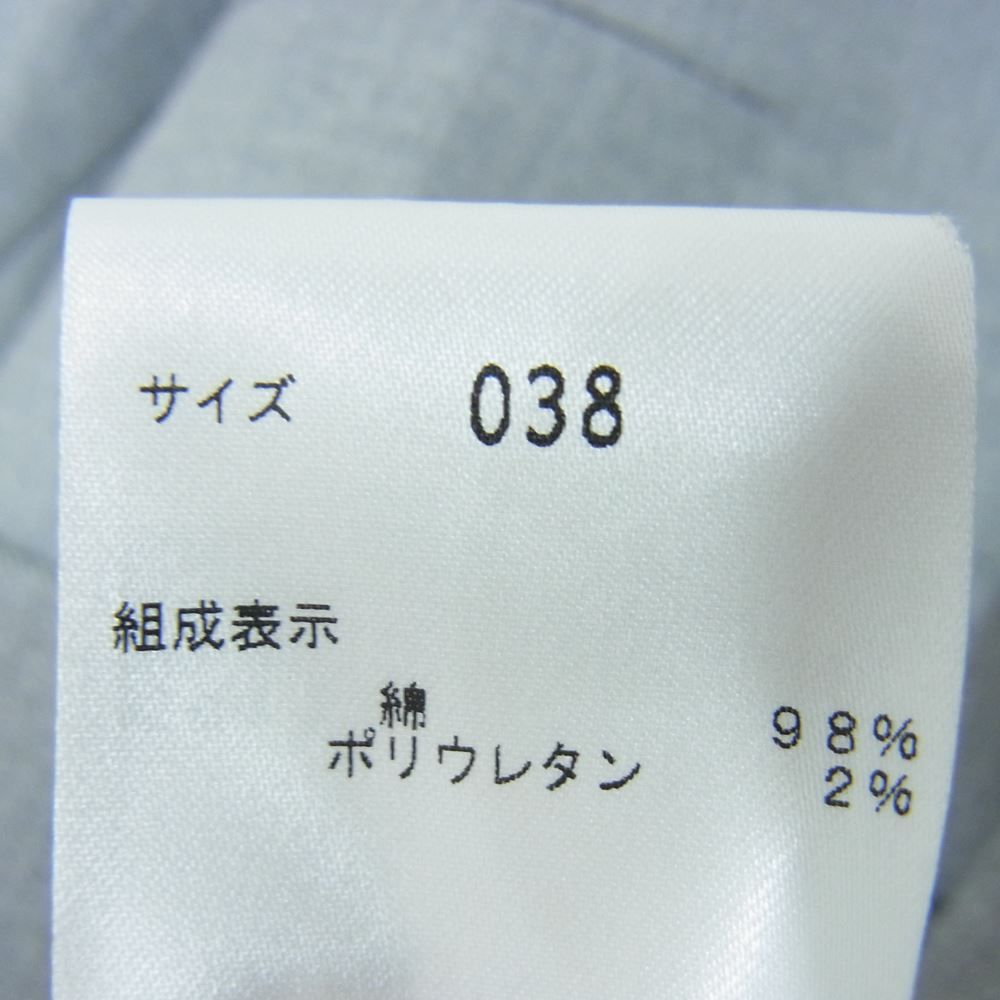 サイズ 038
組成表示
綿 98%
ポリウレタン 2%